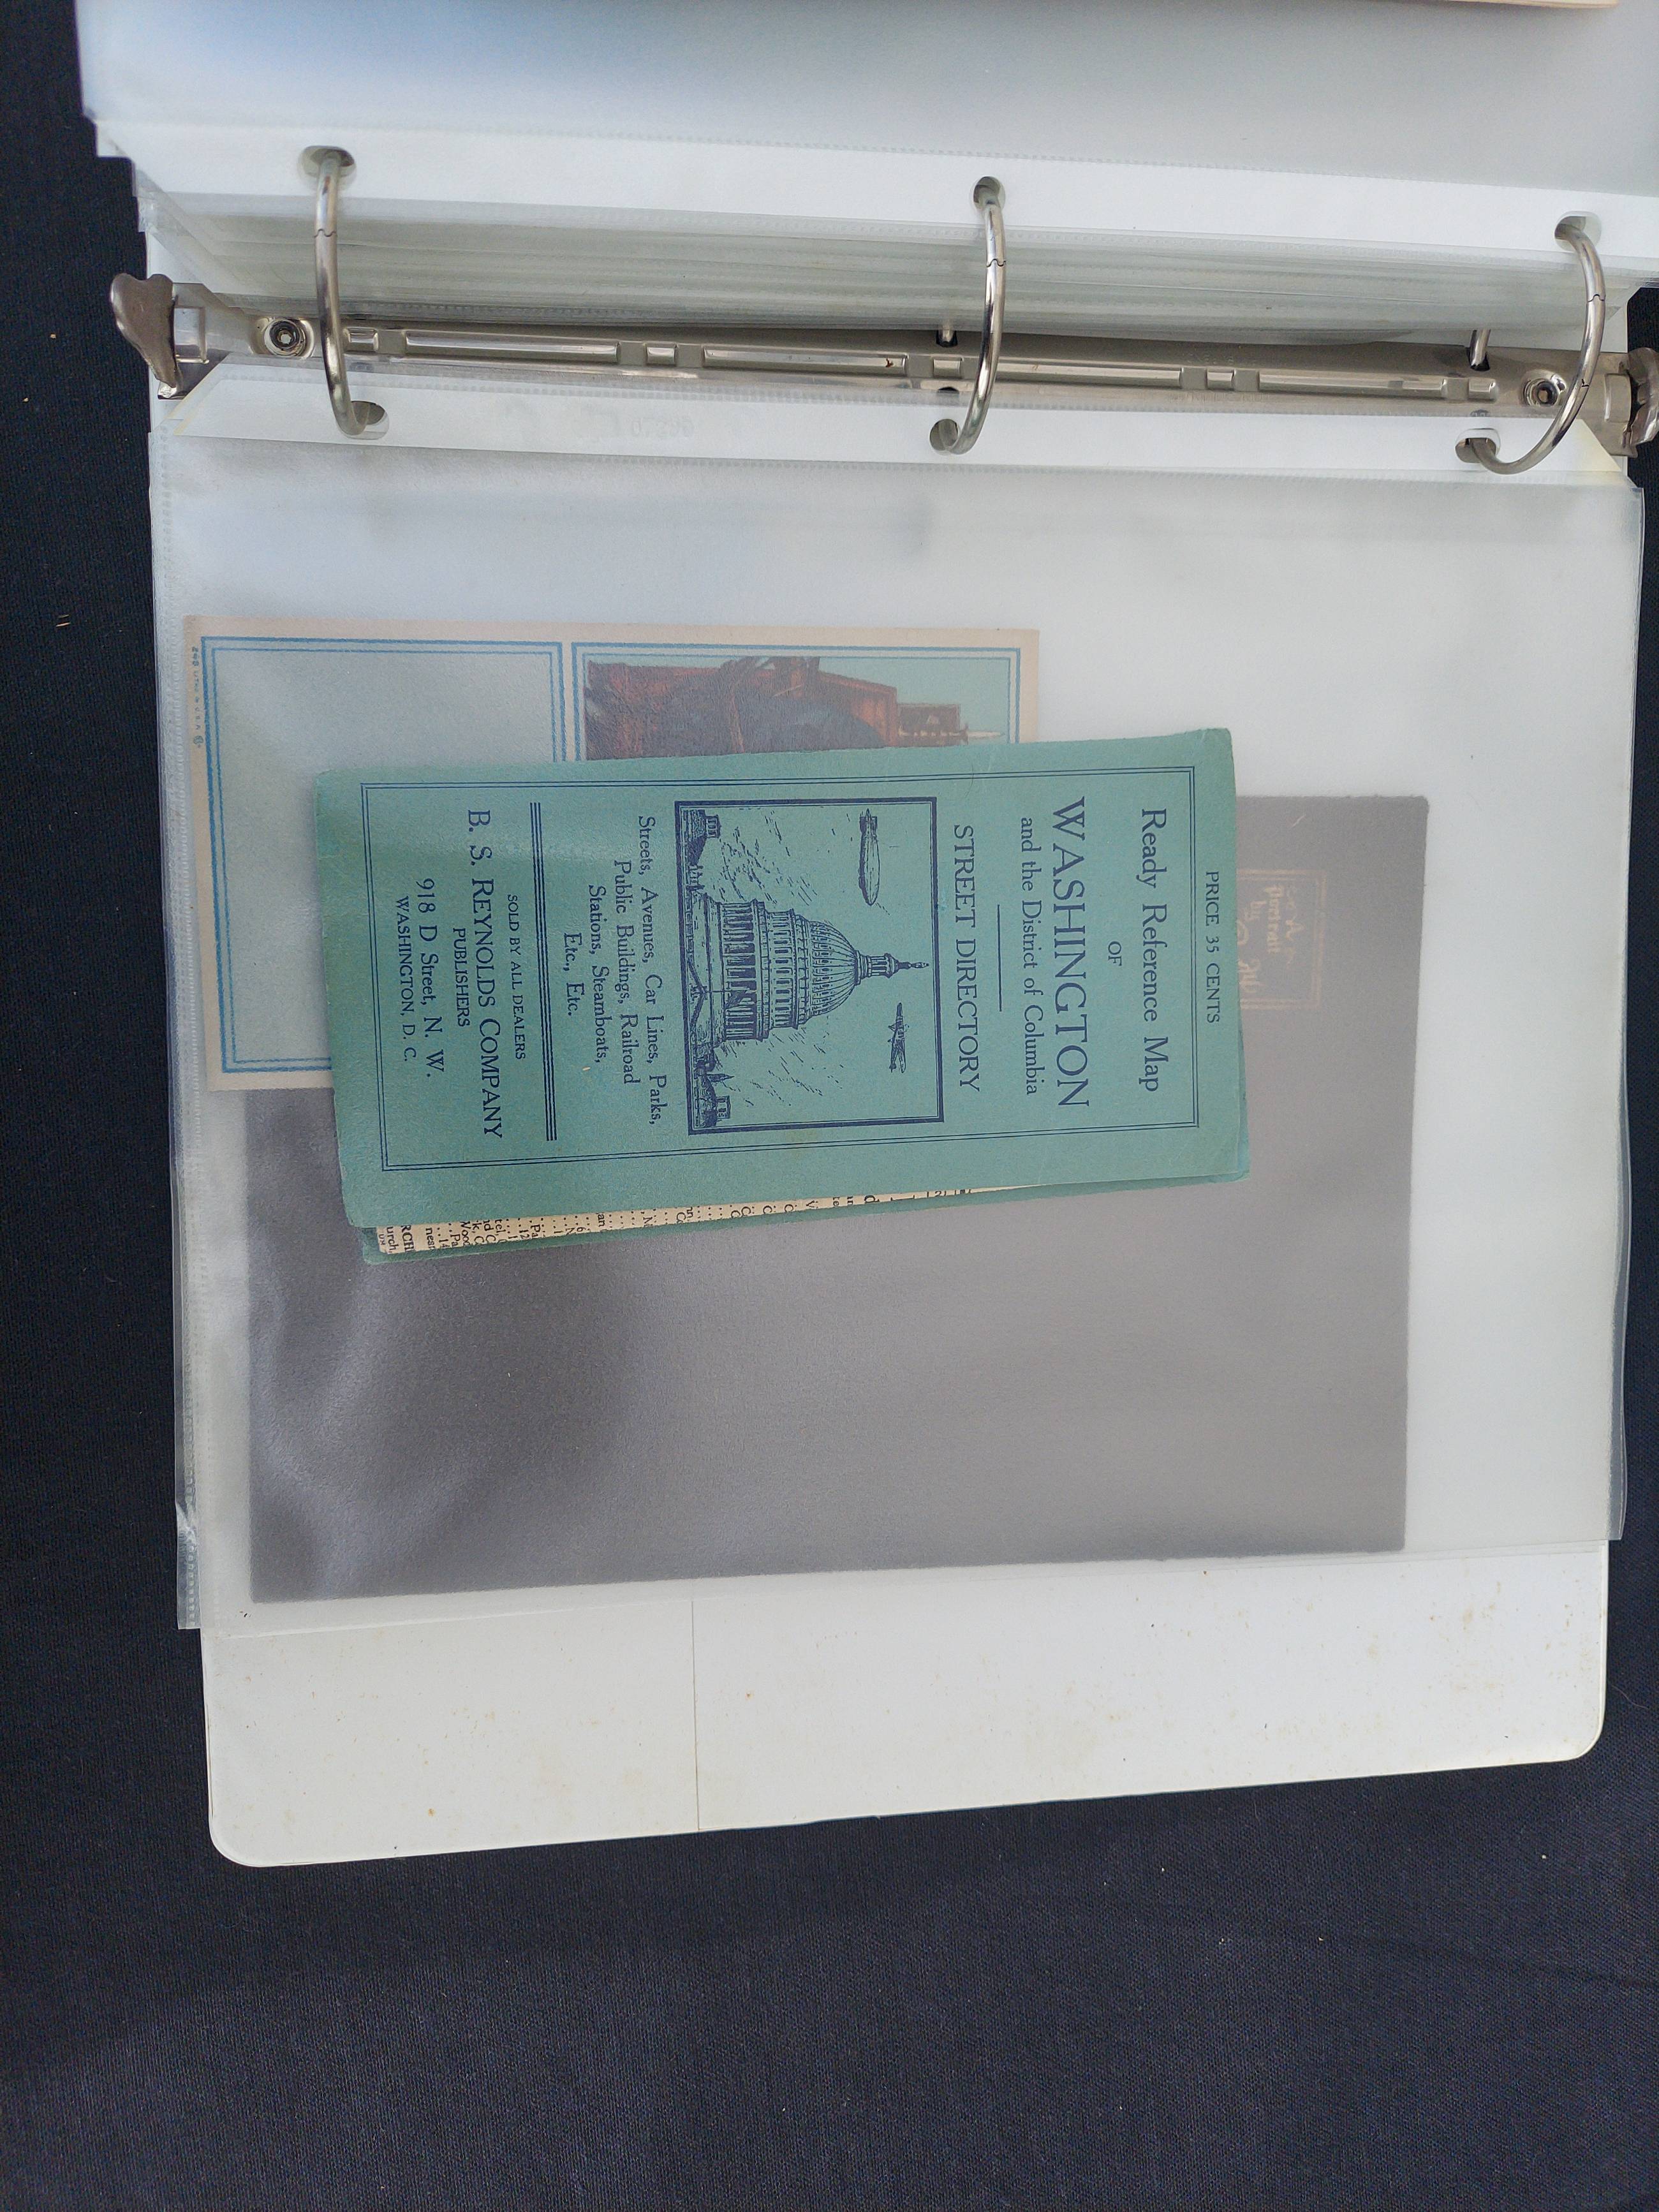 PRICE 35 CENTS
Ready Reference Map
OF
WASHINGTON
and the District of Columbia
STREET DIRECTORY
Streets, Avenues, Car Lines, Parks,
Public Buildings, Railroad
Stations, Steamboats,
Etc., Etc.
SOLD BY ALL DEALERS
B. S. REYNOLDS COMPANY
PUBLISHERS
918 D Street, N. W.
WASHINGTON, D. C.